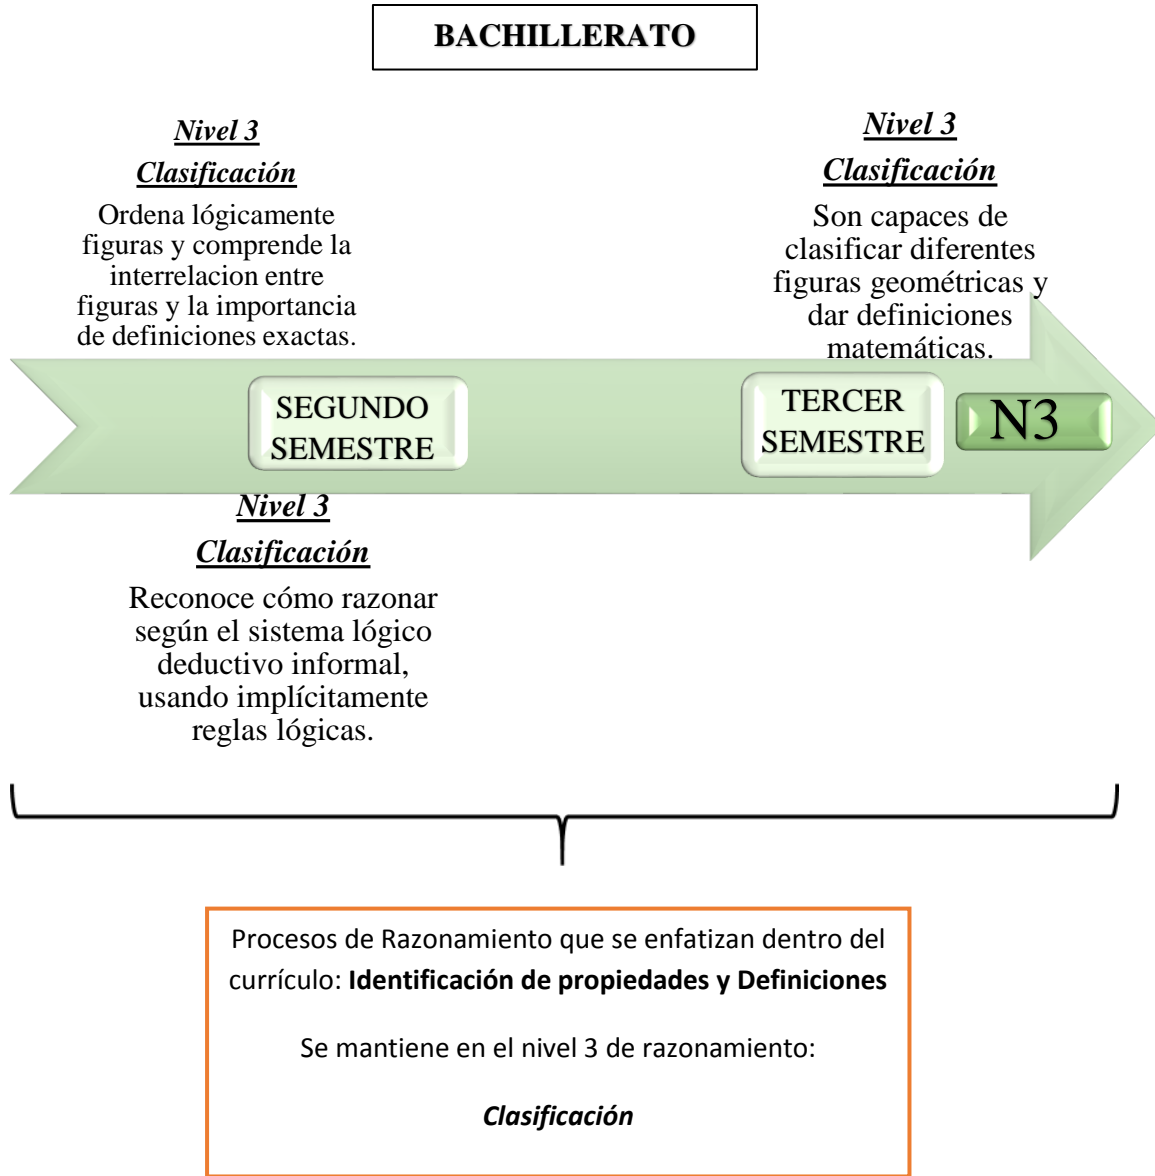 BACHILLERATO
Nivel 3
Clasificación
Ordena lógicamente
figuras y comprende la
interrelacion entre
figuras y la importancia
de definiciones exactas.
Nivel 3
Clasificación
Son capaces de
clasificar diferentes
figuras geométricas y
dar definiciones
matemáticas.
SEGUNDO
SEMESTRE
TERCER
SEMESTRE
N3
Nivel 3
Clasificación
Reconoce cómo razonar
según el sistema lógico
deductivo informal,
usando implícitamente
reglas lógicas.
Procesos de Razonamiento que se enfatizan dentro del
currículo: Identificación de propiedades y Definiciones
Se mantiene en el nivel 3 de razonamiento:
Clasificación